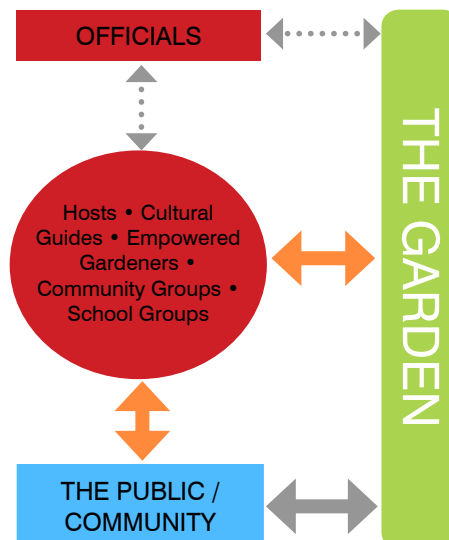 OFFICIALS
Hosts • Cultural
Guides • Empowered
Gardeners •
Community Groups •
School Groups
THE GARDEN
THE PUBLIC /
COMMUNITY